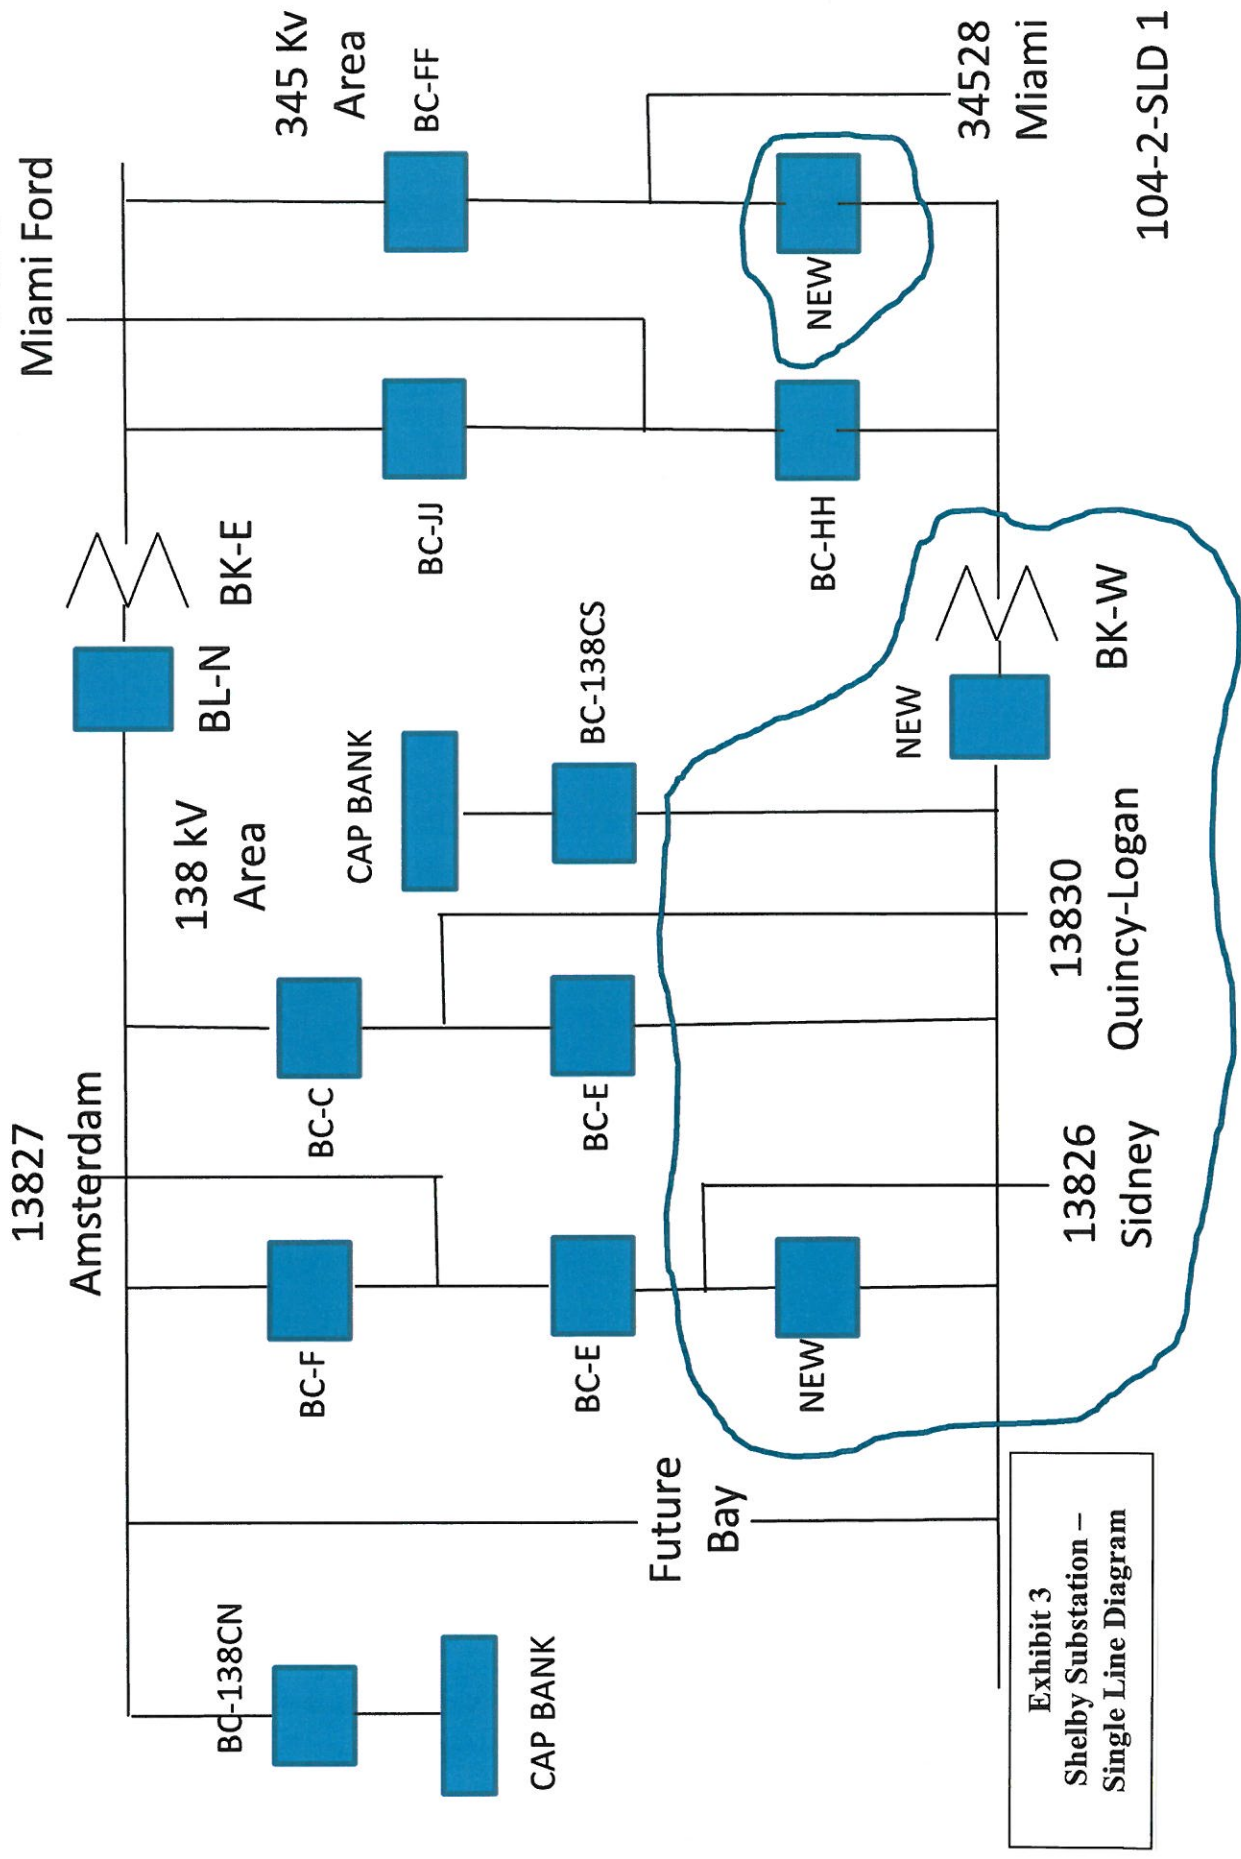 Miami Ford
345 Kv
Area
BC-FF
34528
Miami
104-2-SLD 1
NEW
BC-JJ
BC-HH
BK-E
BL-N
BK-W
NEW
BC-138CS
CAP BANK
138 kV
Area
13830
Quincy-Logan
BC-C
BC-E
13827
Amsterdam
13826
Sidney
BC-F
BC-E
NEW
Future
Bay
BC-138CN
CAP BANK
Exhibit 3
Shelby Substation –
Single Line Diagram